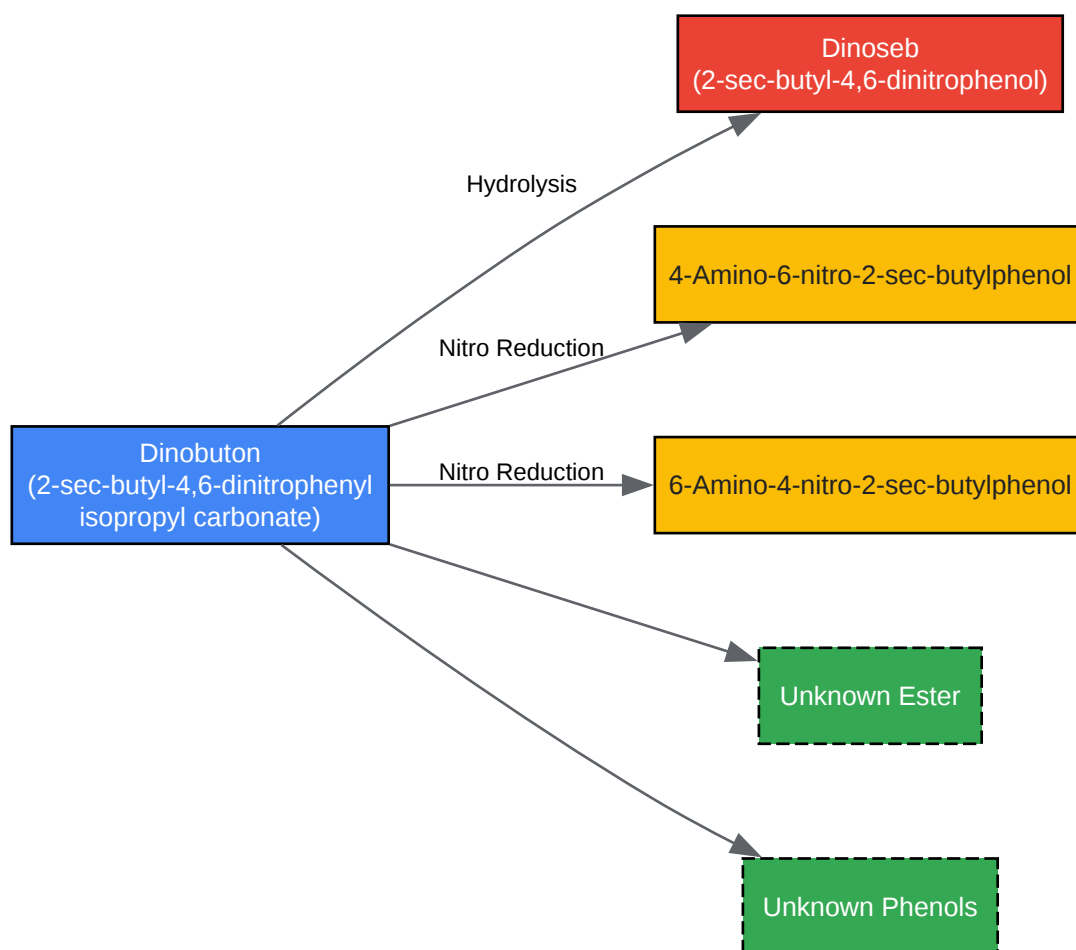 Dinoseb
(2-sec-butyl-4,6-dinitrophenol)
Hydrolysis
4-Amino-6-nitro-2-sec-butylphenol
Nitro Reduction
Dinobuton
(2-sec-butyl-4,6-dinitrophenyl
isopropyl carbonate)
Nitro Reduction
6-Amino-4-nitro-2-sec-butylphenol
Unknown Ester
Unknown Phenols